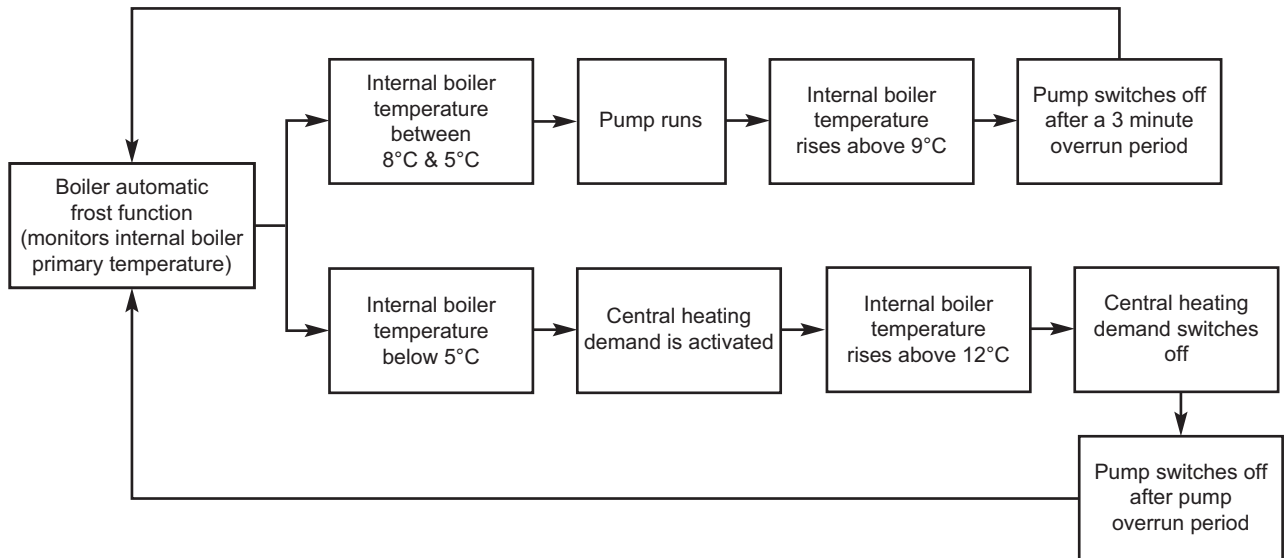 Boiler automatic
frost function
(monitors internal boiler
primary temperature)
Internal boiler
temperature
between
8°C & 5°C
Pump runs
Internal boiler
temperature
rises above 9°C
Pump switches off
after a 3 minute
overrun period
Internal boiler
temperature
below 5°C
Central heating
demand is activated
Internal boiler
temperature
rises above 12°C
Central heating
demand switches
off
Pump switches off
after pump
overrun period